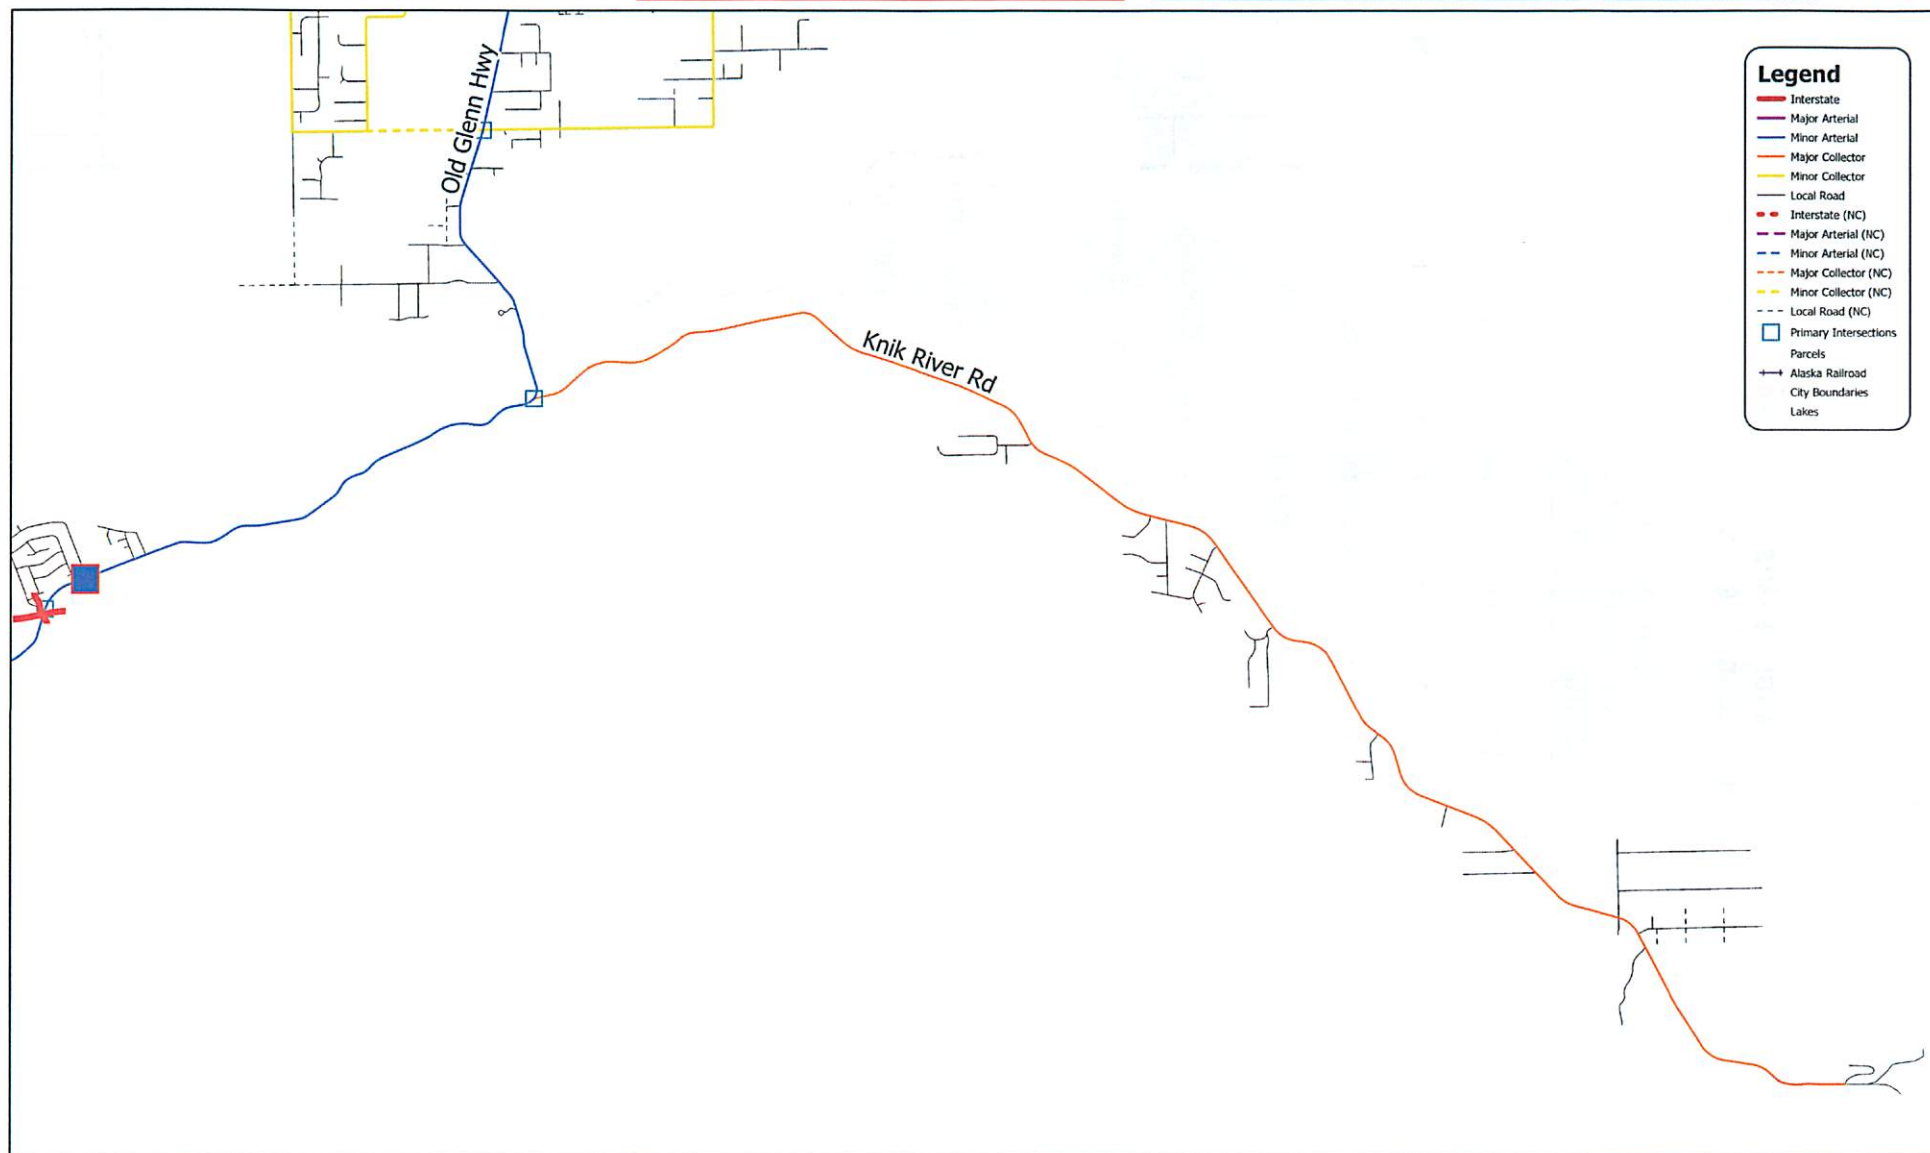 Old Glenn Hwy
Knik River Rd
Legend
Interstate
Major Arterial
Minor Arterial
Major Collector
Minor Collector
Local Road
Interstate (NC)
Major Arterial (NC)
Minor Arterial (NC)
Major Collector (NC)
Minor Collector (NC)
Local Road (NC)
Primary Intersections
Parcels
Alaska Railroad
City Boundaries
Lakes